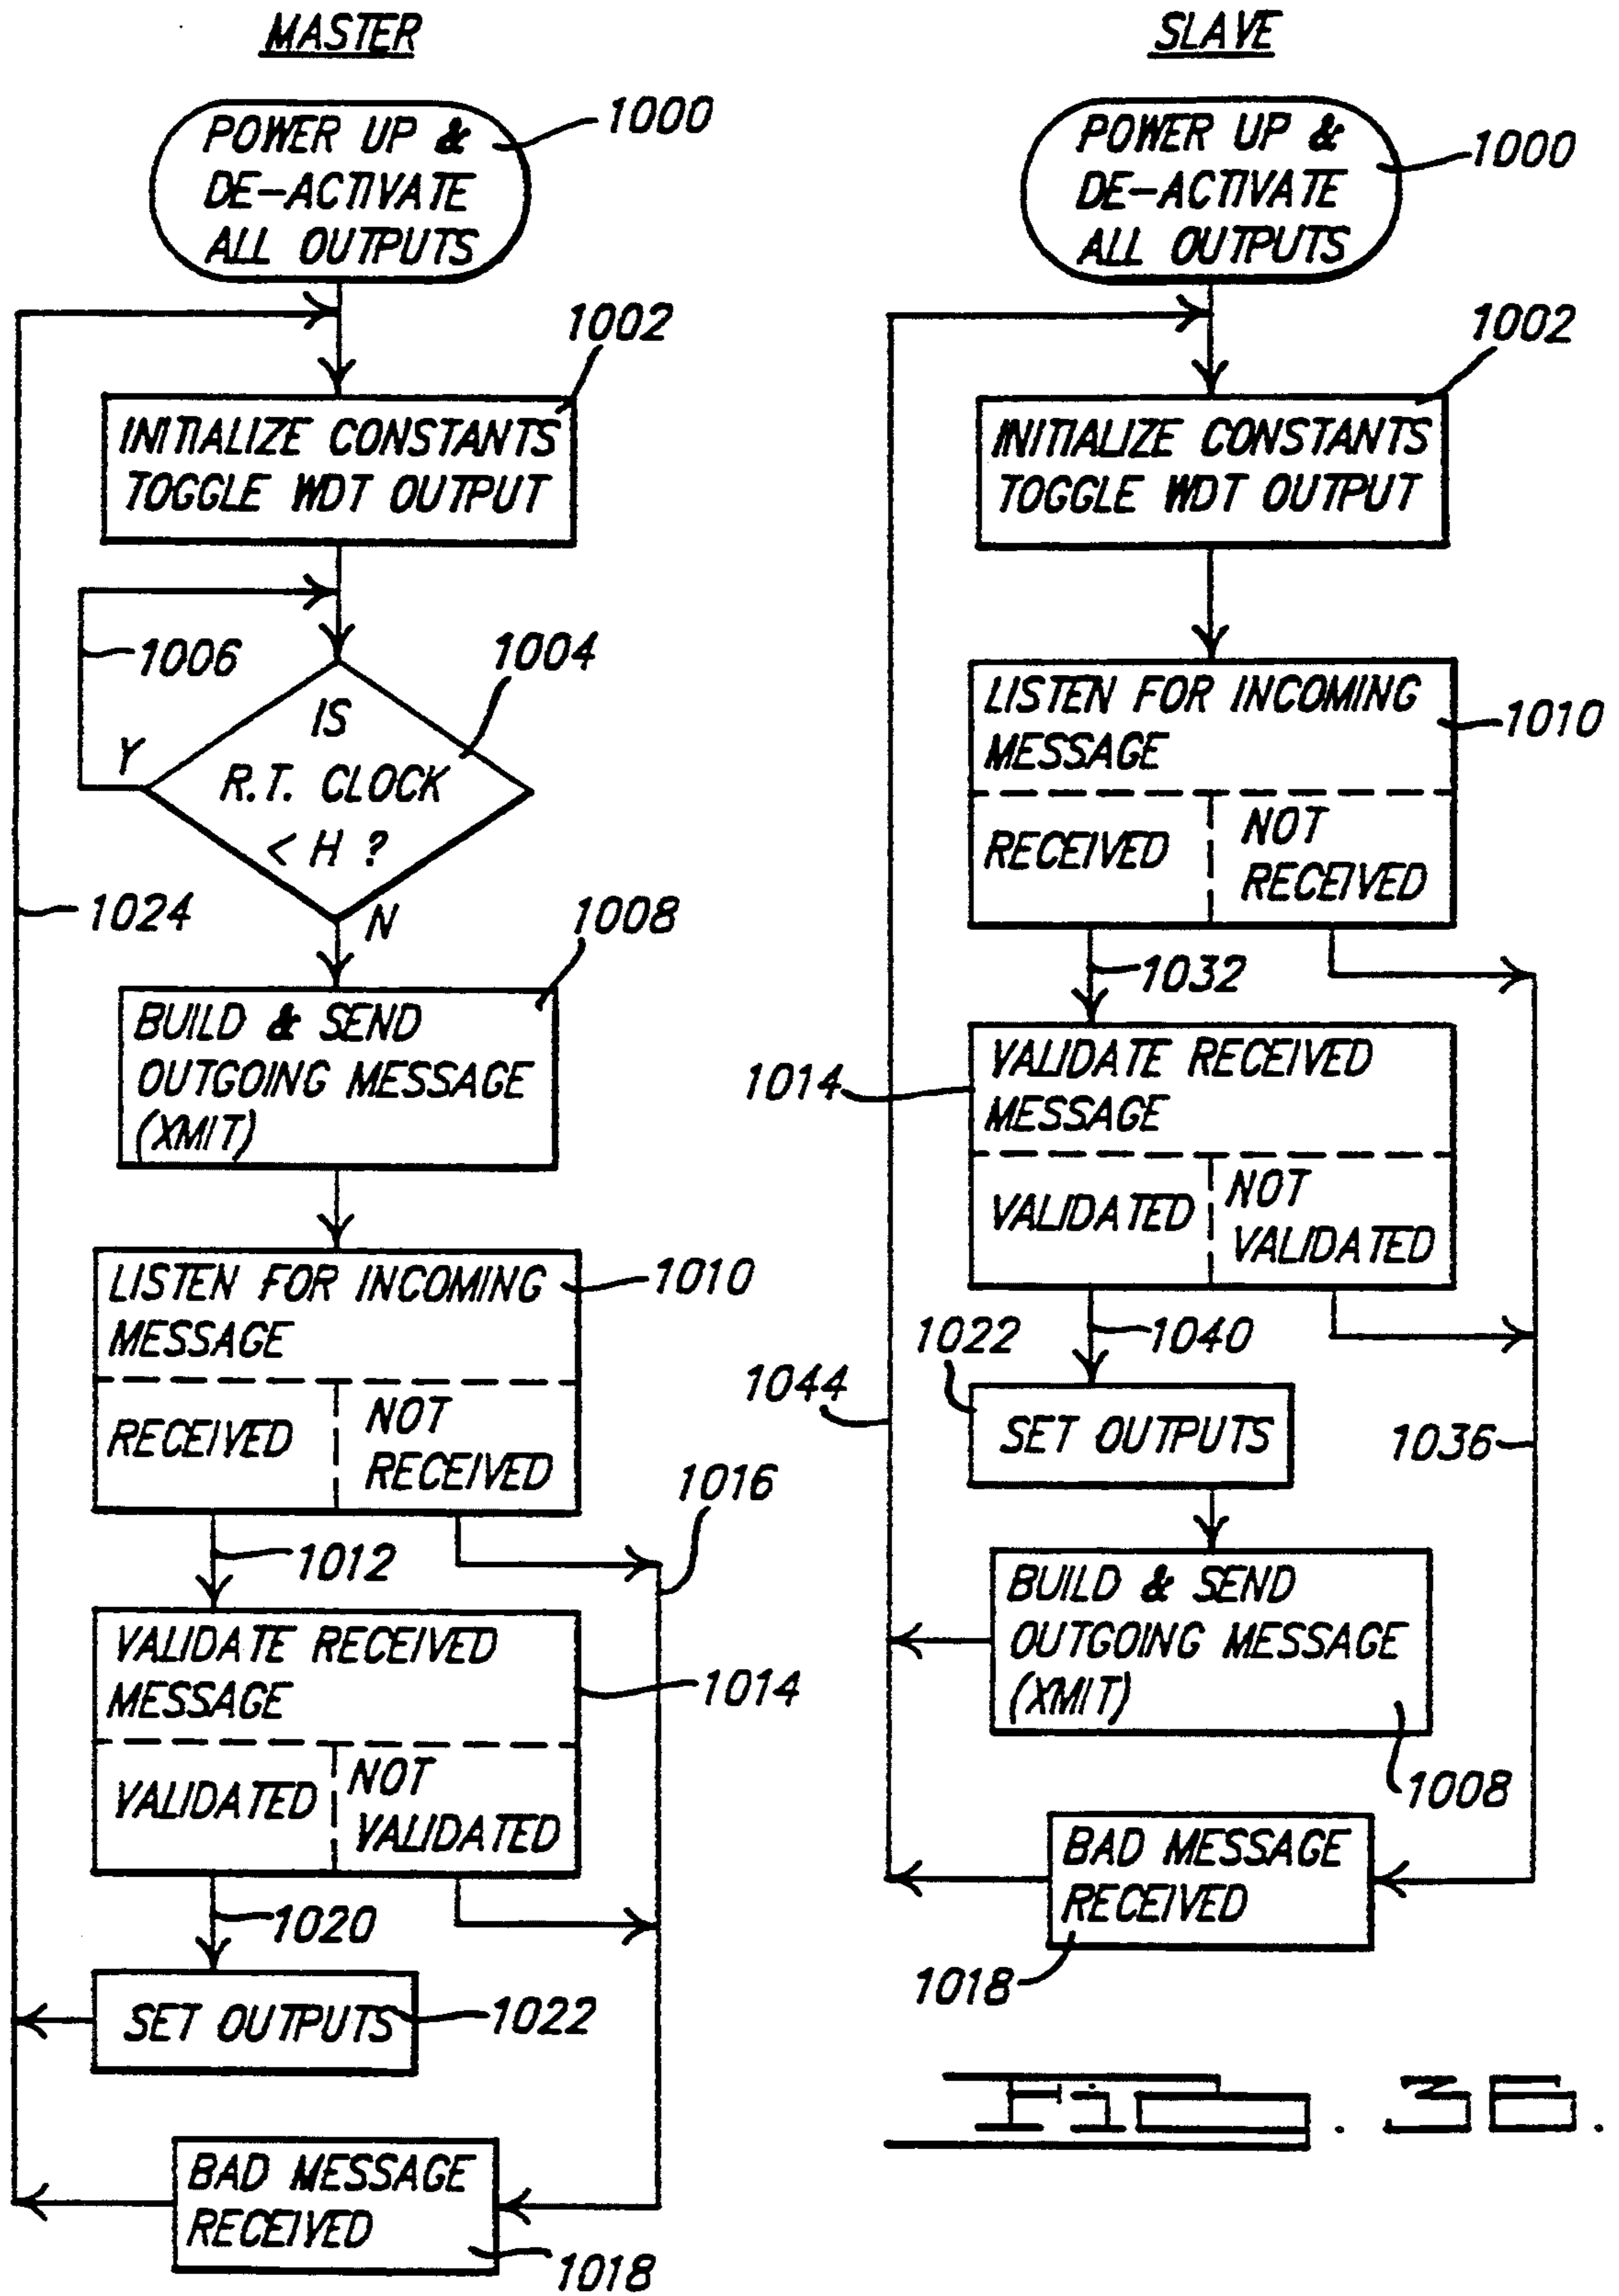 MASTER
POWER UP &
DE-ACTIVATE
ALL OUTPUTS
1000
1002
INITIALIZE CONSTANTS
TOGGLE WDT OUTPUT
1006
1004
IS
R.T. CLOCK
< H ?
Y
N
1024
1008
BUILD & SEND
OUTGOING MESSAGE
(XMIT)
LISTEN FOR INCOMING
MESSAGE
1010
RECEIVED
NOT
RECEIVED
1016
1012
VALIDATE RECEIVED
MESSAGE
1014
VALIDATED
NOT
VALIDATED
1020
SET OUTPUTS
1022
BAD MESSAGE
RECEIVED
1018
SLAVE
POWER UP &
DE-ACTIVATE
ALL OUTPUTS
1000
1002
INITIALIZE CONSTANTS
TOGGLE WDT OUTPUT
LISTEN FOR INCOMING
MESSAGE
1010
RECEIVED
NOT
RECEIVED
1032
1014
VALIDATE RECEIVED
MESSAGE
VALIDATED
NOT
VALIDATED
1040
1022
1044
SET OUTPUTS
1036
BUILD & SEND
OUTGOING MESSAGE
(XMIT)
1008
BAD MESSAGE
RECEIVED
1018
FIG. 36.